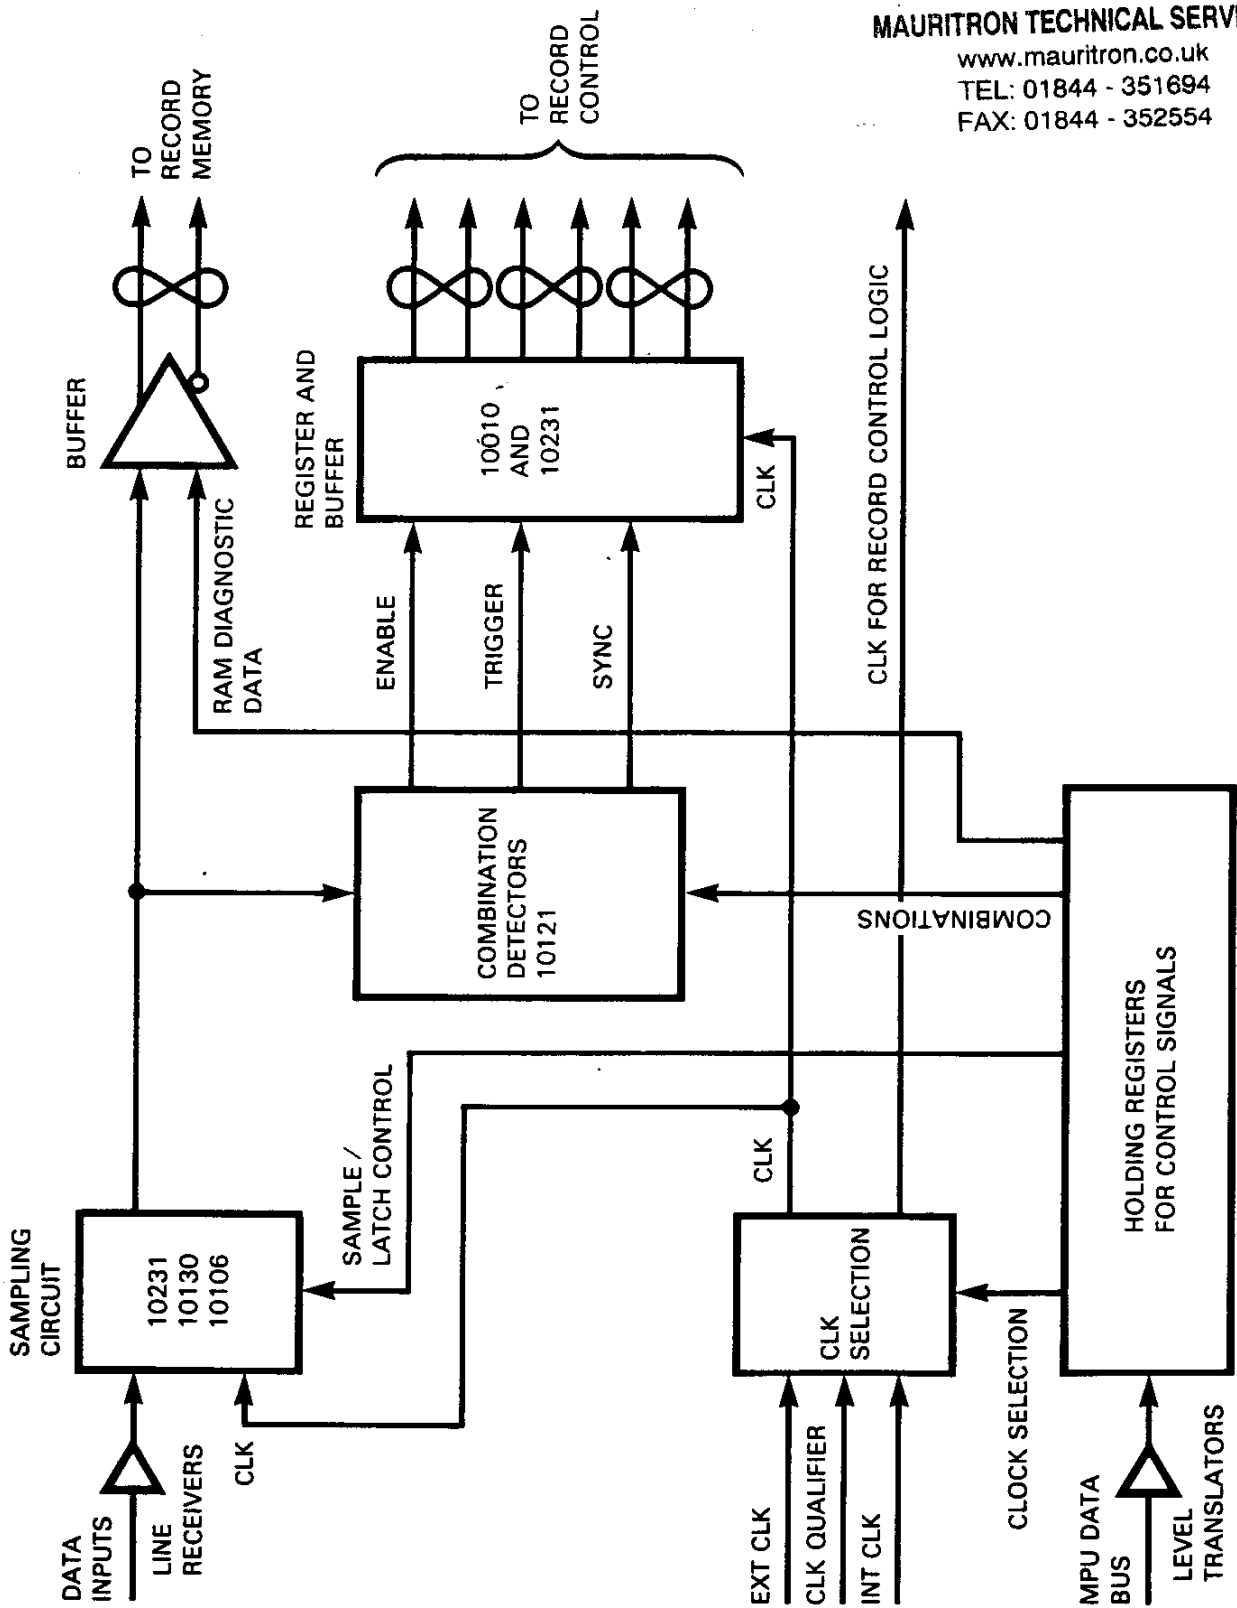 MAURITRON TECHNICAL SERVI
www.mauritron.co.uk
TEL: 01844 - 351694
FAX: 01844 - 352554
DATA
INPUTS
LINE
RECEIVERS
SAMPLING
CIRCUIT
10231
10130
10106
CLK
SAMPLE /
LATCH CONTROL
BUFFER
RAM DIAGNOSTIC
DATA
TO
RECORD
MEMORY
COMBINATION
DETECTORS
10121
ENABLE
TRIGGER
SYNC
REGISTER AND
BUFFER
10010
AND
10231
CLK
TO
RECORD
CONTROL
EXT CLK
CLK QUALIFIER
INT CLK
CLK
SELECTION
CLK
CLK FOR RECORD CONTROL LOGIC
CLOCK SELECTION
COMBINATIONS
MPU DATA
BUS
LEVEL
TRANSLATORS
HOLDING REGISTERS
FOR CONTROL SIGNALS